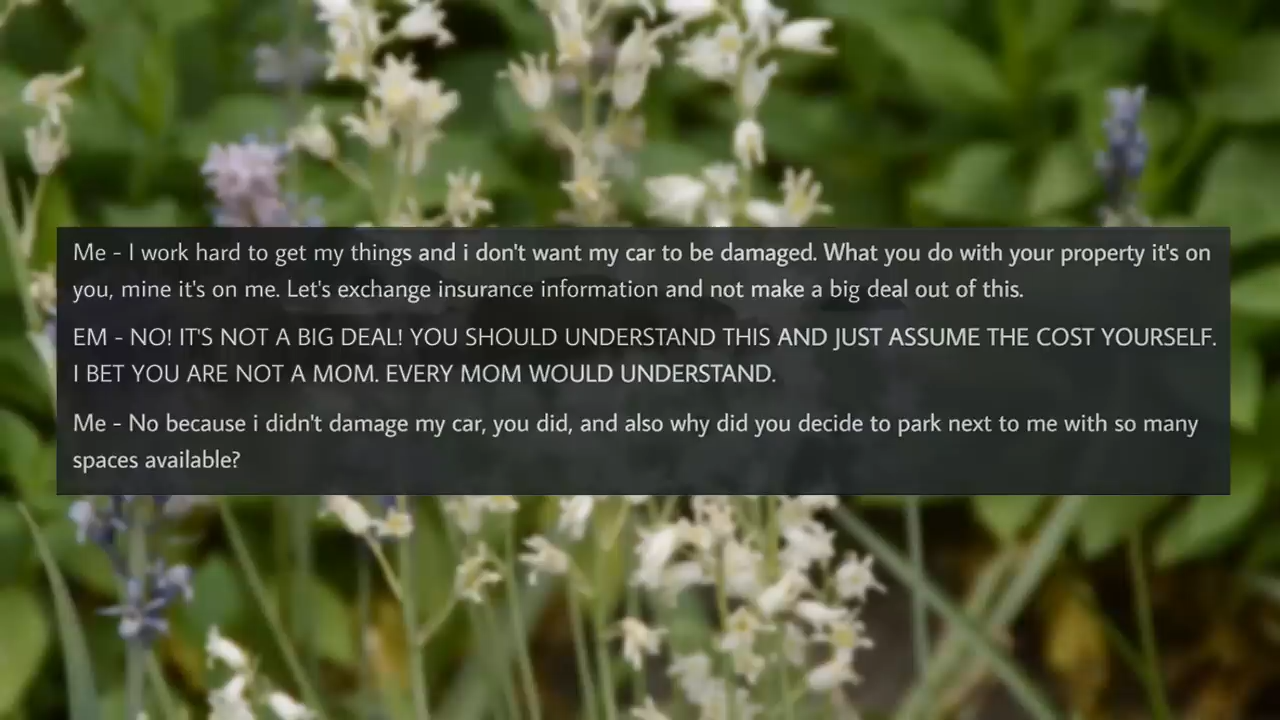 Me - I work hard to get my things and i don't want my car to be damaged. What you do with your property it's on
you, mine it's on me. Let's exchange insurance information and not make a big deal out of this.
EM - NO! IT'S NOT A BIG DEAL! YOU SHOULD UNDERSTAND THIS AND JUST ASSUME THE COST YOURSELF.
I BET YOU ARE NOT A MOM. EVERY MOM WOULD UNDERSTAND.
Me - No because i didn't damage my car, you did, and also why did you decide to park next to me with so many
spaces available?